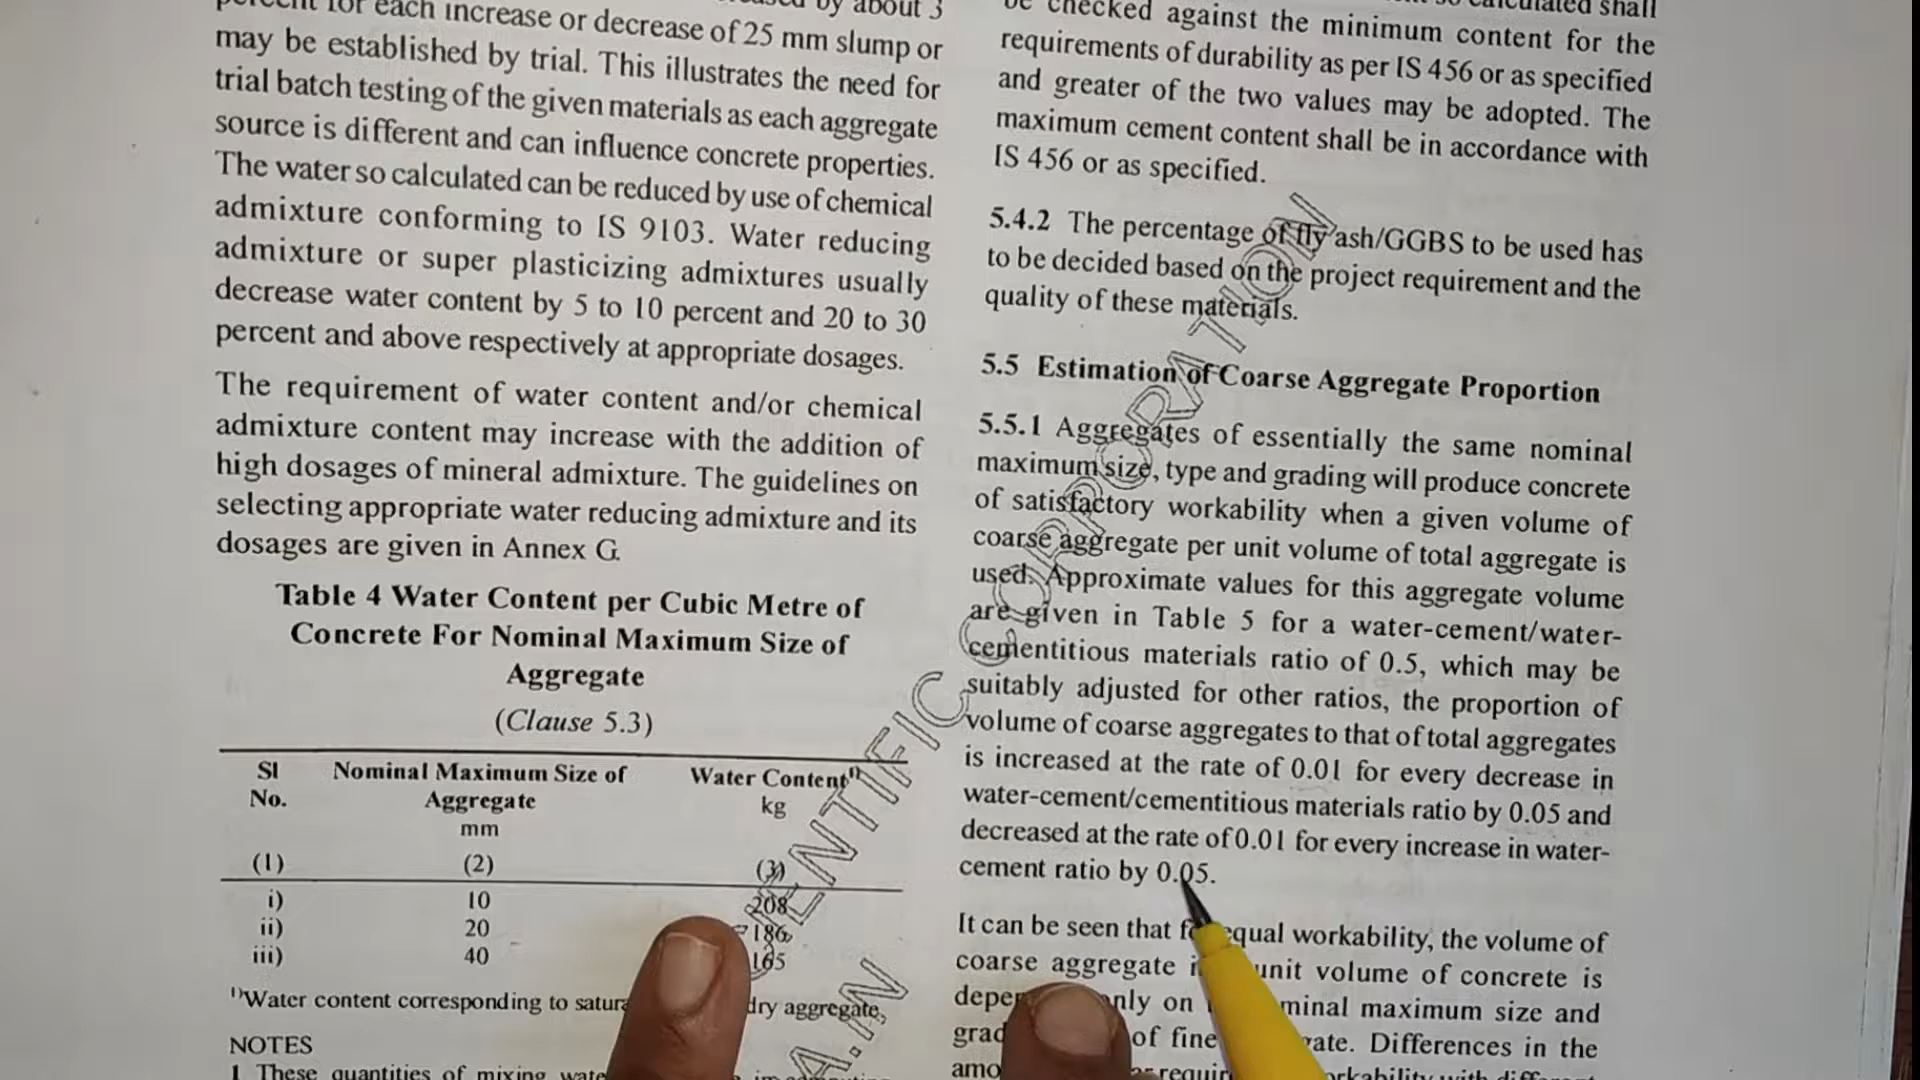 for each increase or decrease of 25 mm slump or
may be established by trial. This illustrates the need for
trial batch testing of the given materials as each aggregate
source is different and can influence concrete properties.
The water so calculated can be reduced by use of chemical
admixture conforming to IS 9103. Water reducing
admixture or super plasticizing admixtures usually
decrease water content by 5 to 10 percent and 20 to 30
percent and above respectively at appropriate dosages.
The requirement of water content and/or chemical
admixture content may increase with the addition of
high dosages of mineral admixture. The guidelines on
selecting appropriate water reducing admixture and its
dosages are given in Annex G.
Table 4 Water Content per Cubic Metre of
Concrete For Nominal Maximum Size of
Aggregate
(Clause 5.3)
Sl Nominal Maximum Size of Water Content¹⁾
No. Aggregate kg
mm
(1) (2) (3)
i) 10 208
ii) 20 186
iii) 40 165
¹⁾Water content corresponding to dry aggregate.
NOTES
1 These quantities of mixing
calculated shall
be checked against the minimum content for the
requirements of durability as per IS 456 or as specified
and greater of the two values may be adopted. The
maximum cement content shall be in accordance with
IS 456 or as specified.
5.4.2 The percentage of fly ash/GGBS to be used has
to be decided based on the project requirement and the
quality of these materials.
5.5 Estimation of Coarse Aggregate Proportion
5.5.1 Aggregates of essentially the same nominal
maximum size, type and grading will produce concrete
of satisfactory workability when a given volume of
coarse aggregate per unit volume of total aggregate is
used. Approximate values for this aggregate volume
are given in Table 5 for a water-cement/water-
cementitious materials ratio of 0.5, which may be
suitably adjusted for other ratios, the proportion of
volume of coarse aggregates to that of total aggregates
is increased at the rate of 0.01 for every decrease in
water-cement/cementitious materials ratio by 0.05 and
decreased at the rate of 0.01 for every increase in water-
cement ratio by 0.05.
It can be seen that equal workability, the volume of
coarse aggregate unit volume of concrete is
on maximum size and
of fine Differences in the